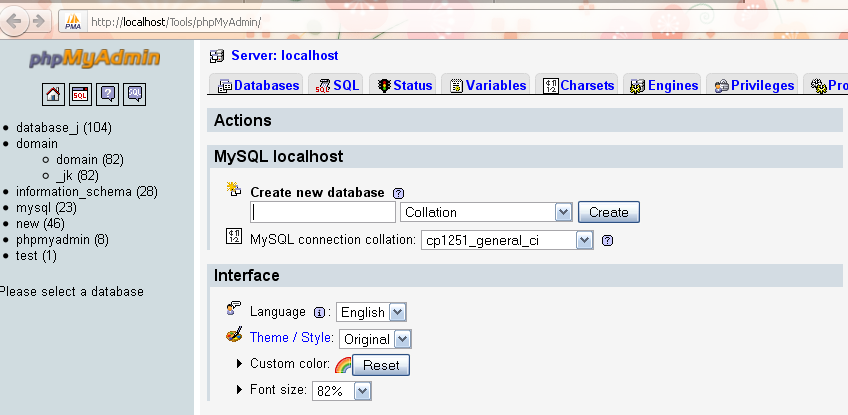 http://localhost/Tools/phpMyAdmin/
PMA
phpMyAdmin
SQL
?
SQL
database_j (104)
domain
domain (82)
_jk (82)
information_schema (28)
mysql (23)
new (46)
phpmyadmin (8)
test (1)
Please select a database
Server: localhost
Databases
SQL
Status
Variables
Charsets
Engines
Privileges
Pro
Actions
MySQL localhost
Create new database
Collation
Create
MySQL connection collation:
cp1251_general_ci
Interface
Language :
English
Theme / Style:
Original
Custom color:
Reset
Font size:
82%